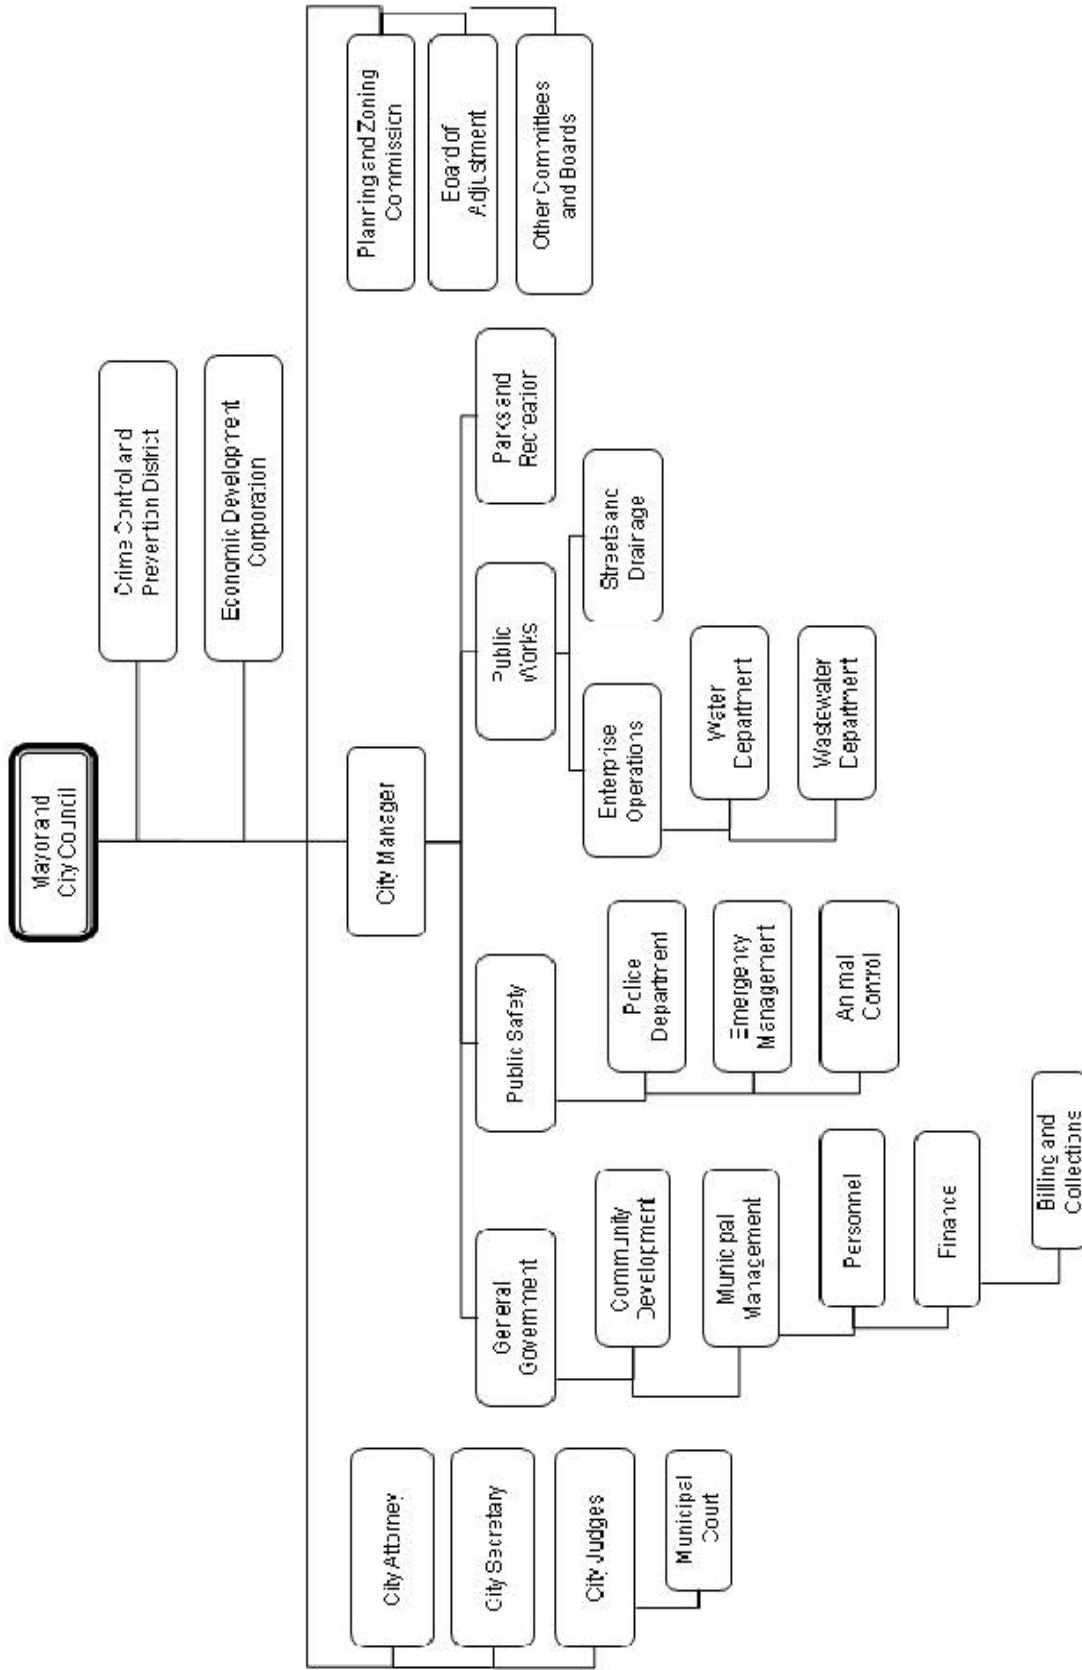 Mayor and
City Council
Crime Control and
Prevention District
Economic Development
Corporation
City Attorney
City Secretary
City Judges
Municipal
Court
City Manager
Planning and Zoning
Commission
Board of
Adjustment
Other Committees
and Boards
General
Government
Community
Development
Municipal
Management
Personnel
Finance
Billing and
Collections
Public Safety
Police
Department
Emergency
Management
Animal
Control
Public
Works
Enterprise
Operations
Water
Department
Wastewater
Department
Streets and
Drainage
Parks and
Recreation